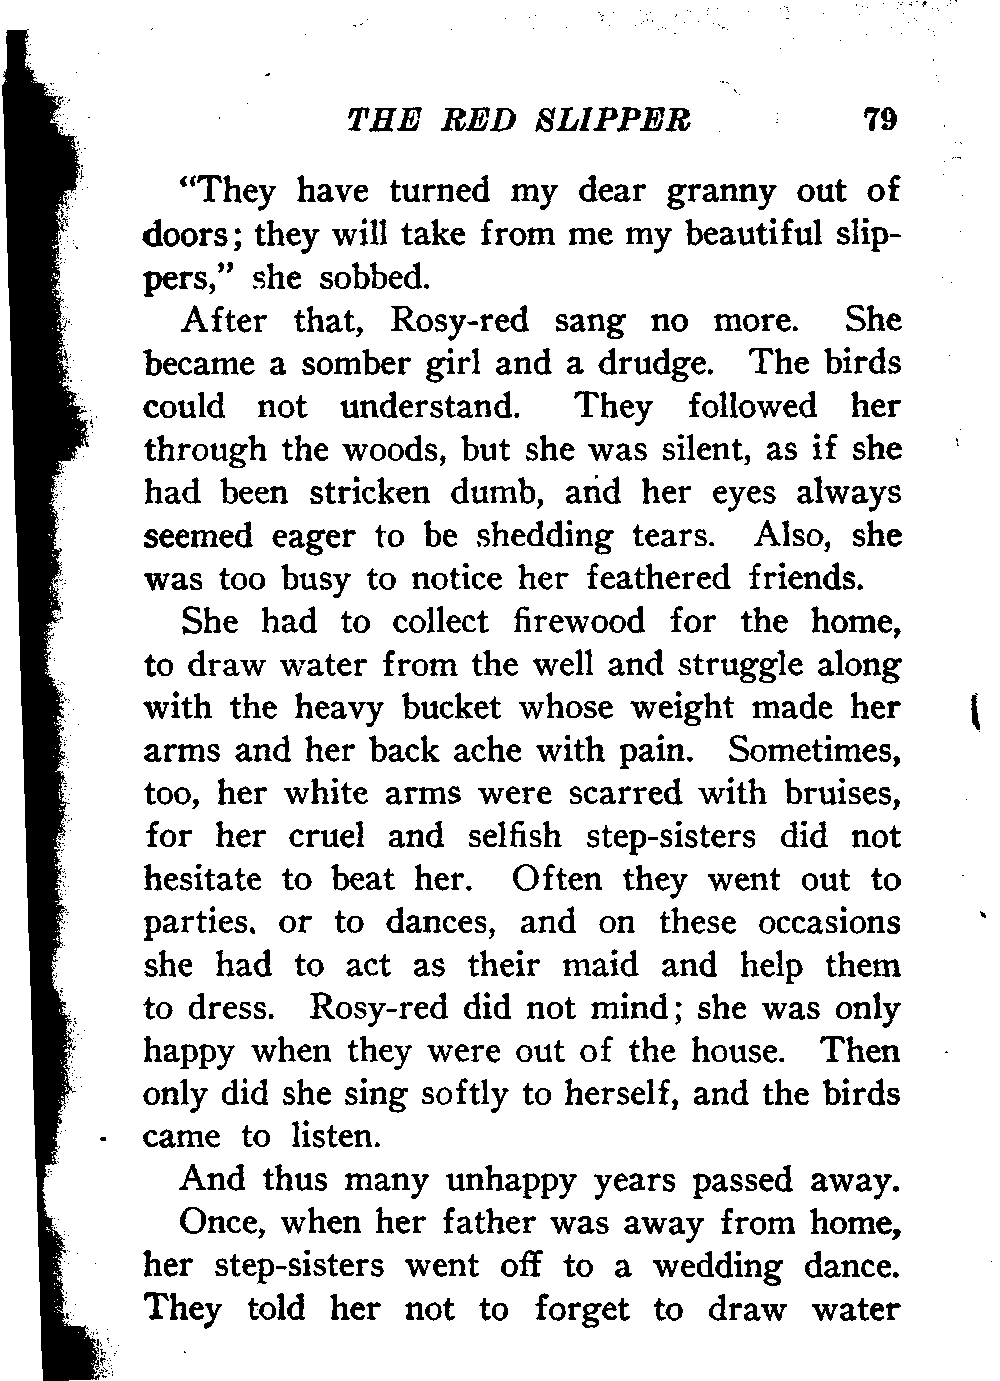 THE RED SLIPPER 79
"They have turned my dear granny out of
doors; they will take from me my beautiful slip-
pers," she sobbed.
After that, Rosy-red sang no more. She
became a somber girl and a drudge. The birds
could not understand. They followed her
through the woods, but she was silent, as if she
had been stricken dumb, and her eyes always
seemed eager to be shedding tears. Also, she
was too busy to notice her feathered friends.
She had to collect firewood for the home,
to draw water from the well and struggle along
with the heavy bucket whose weight made her
arms and her back ache with pain. Sometimes,
too, her white arms were scarred with bruises,
for her cruel and selfish step-sisters did not
hesitate to beat her. Often they went out to
parties. or to dances, and on these occasions
she had to act as their maid and help them
to dress. Rosy-red did not mind; she was only
happy when they were out of the house. Then
only did she sing softly to herself, and the birds
came to listen.
And thus many unhappy years passed away.
Once, when her father was away from home,
her step-sisters went off to a wedding dance.
They told her not to forget to draw water